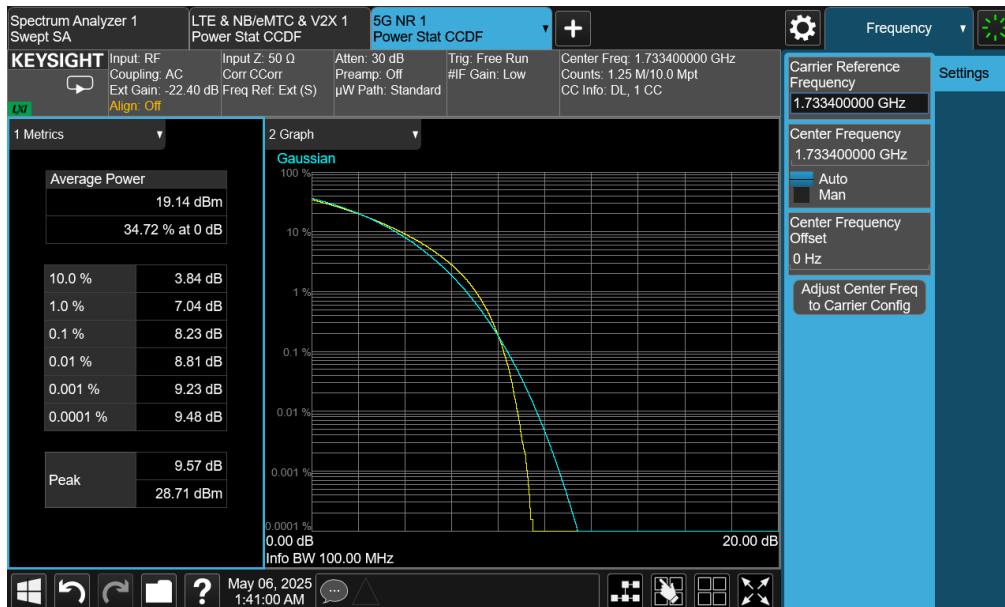 Spectrum Analyzer 1
Swept SA
LTE & NB/eMTC & V2X 1
Power Stat CCDF
5G NR 1
Power Stat CCDF
Frequency
KEYSIGHT
LXI
Input: RF
Coupling: AC
Ext Gain: -22.40 dB
Align: Off
Input Z: 50 Ω
Corr CCorr
Freq Ref: Ext (S)
Atten: 30 dB
Preamp: Off
µW Path: Standard
Trig: Free Run
#IF Gain: Low
Center Freq: 1.733400000 GHz
Counts: 1.25 M/10.0 Mpt
CC Info: DL, 1 CC
Carrier Reference
Frequency
1.733400000 GHz
Settings
Center Frequency
1.733400000 GHz
Auto
Man
Center Frequency
Offset
0 Hz
Adjust Center Freq
to Carrier Config
1 Metrics
Average Power
19.14 dBm
34.72 % at 0 dB
10.0 % 3.84 dB
1.0 % 7.04 dB
0.1 % 8.23 dB
0.01 % 8.81 dB
0.001 % 9.23 dB
0.0001 % 9.48 dB
Peak
9.57 dB
28.71 dBm
2 Graph
Gaussian
100 %
10 %
1 %
0.1 %
0.01 %
0.001 %
0.0001 %
0.00 dB 20.00 dB
Info BW 100.00 MHz
?
May 06, 2025
1:41:00 AM